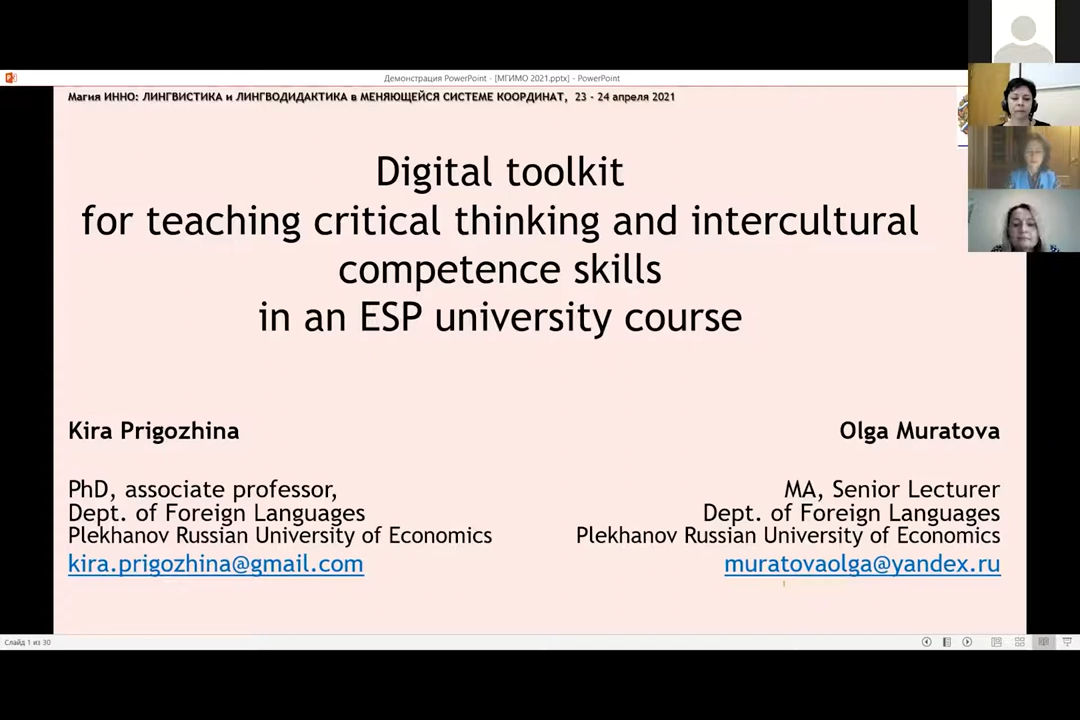 Демонстрация PowerPoint - [МГИМО 2021.pptx] - PowerPoint
Магия ИННО: ЛИНГВИСТИКА и ЛИНГВОДИДАКТИКА в МЕНЯЮЩЕЙСЯ СИСТЕМЕ КООРДИНАТ, 23 - 24 апреля 2021
Digital toolkit
for teaching critical thinking and intercultural
competence skills
in an ESP university course
Kira Prigozhina
PhD, associate professor,
Dept. of Foreign Languages
Plekhanov Russian University of Economics
kira.prigozhina@gmail.com
Olga Muratova
MA, Senior Lecturer
Dept. of Foreign Languages
Plekhanov Russian University of Economics
muratovaolga@yandex.ru
Слайд 1 из 30